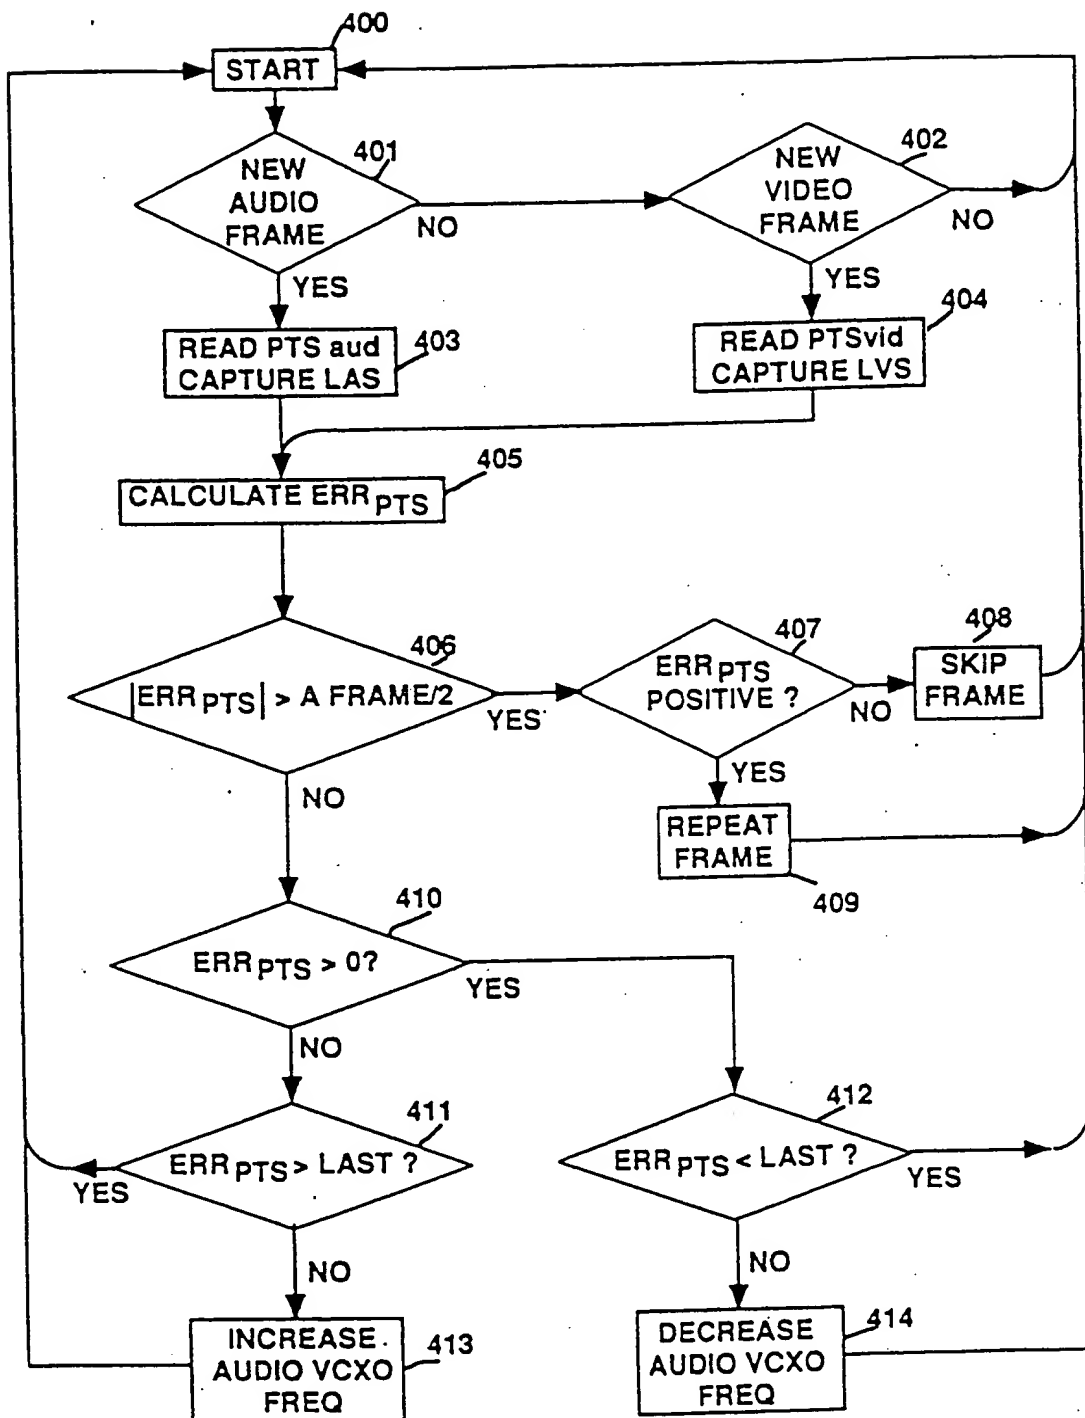 400
START
401
NEW
AUDIO
FRAME
NO
YES
402
NEW
VIDEO
FRAME
NO
YES
READ PTS aud
CAPTURE LAS
403
READ PTSvid
CAPTURE LVS
404
CALCULATE ERR PTS
405
406
|ERR PTS| > A FRAME/2
YES
NO
407
ERR PTS
POSITIVE ?
NO
YES
408
SKIP
FRAME
REPEAT
FRAME
409
410
ERR PTS > 0?
YES
NO
411
ERR PTS > LAST ?
YES
NO
412
ERR PTS < LAST ?
YES
NO
INCREASE
AUDIO VCXO
FREQ
413
DECREASE
AUDIO VCXO
FREQ
414